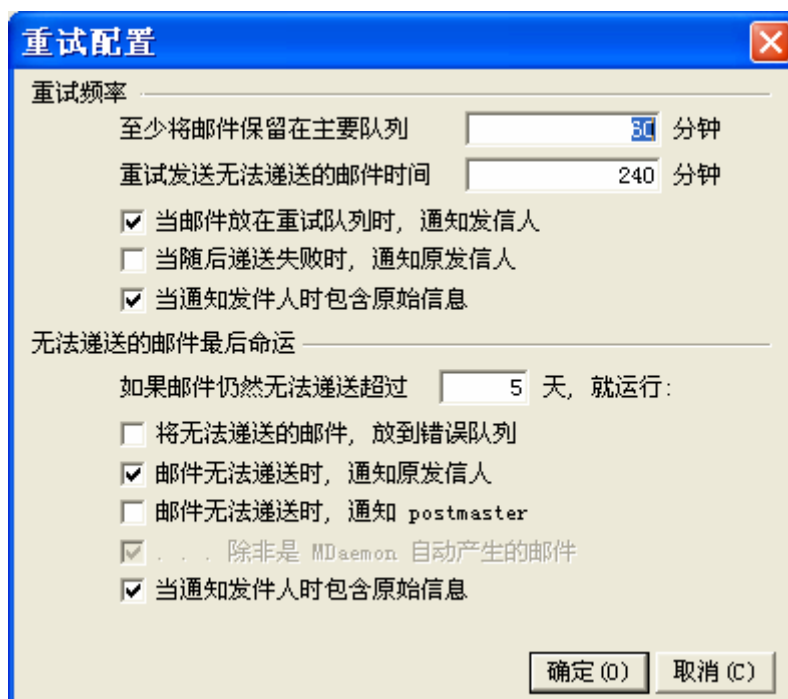 重试配置
重试频率
至少将邮件保留在主要队列 60 分钟
重试发送无法递送的邮件时间 240 分钟
当邮件放在重试队列时，通知发信人
当随后递送失败时，通知原发信人
当通知发件人时包含原始信息
无法递送的邮件最后命运
如果邮件仍然无法递送超过 5 天，就运行：
将无法递送的邮件，放到错误队列
邮件无法递送时，通知原发信人
邮件无法递送时，通知 postmaster
. . . 除非是 MDaemon 自动产生的邮件
当通知发件人时包含原始信息
确定(O) 取消(C)